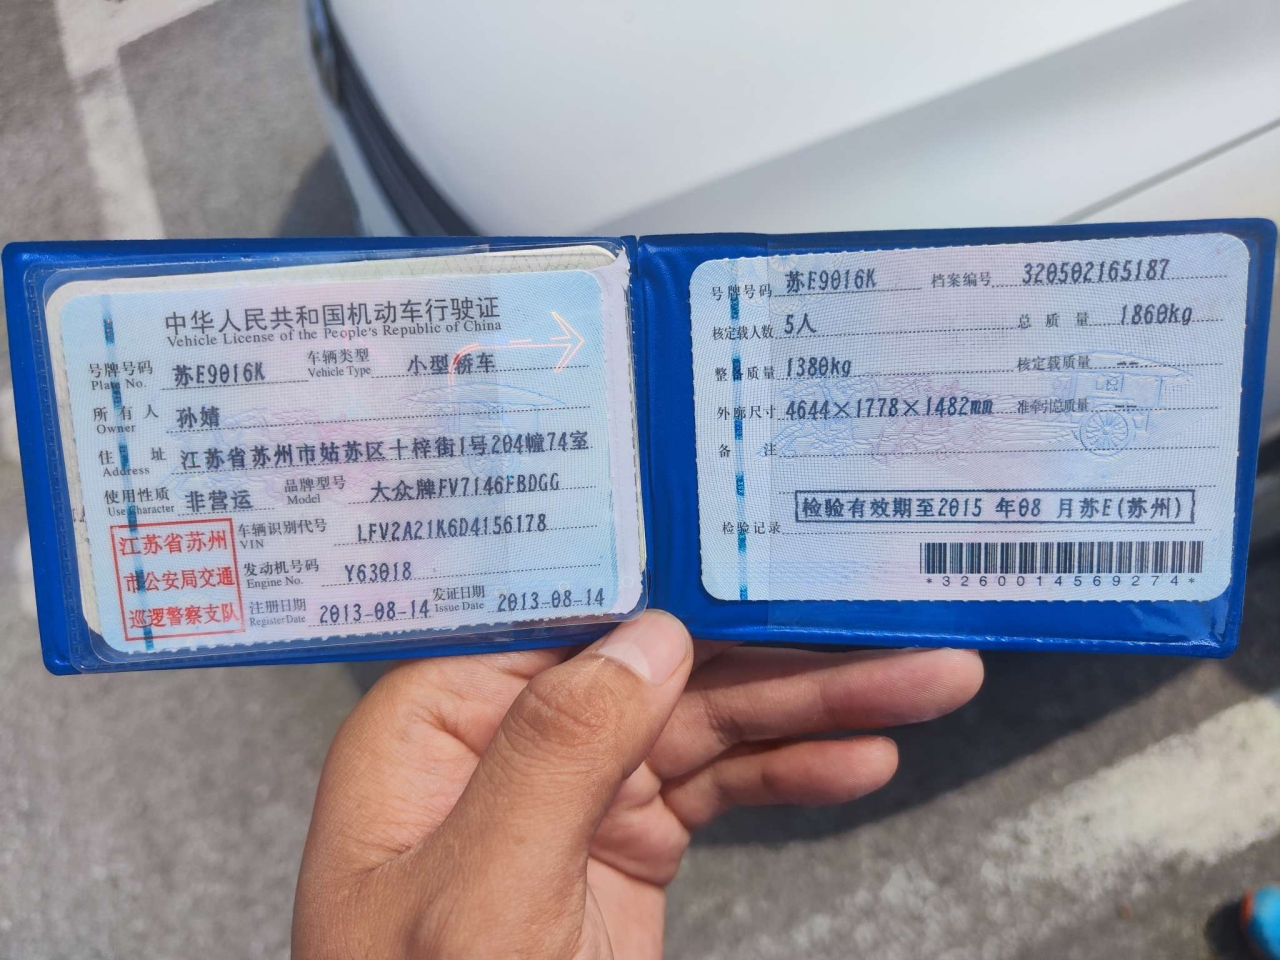 中华人民共和国机动车行驶证
Vehicle License of the People's Republic of China
号牌号码 Plate No. 苏E9016K 车辆类型 Vehicle Type 小型轿车
所有人 Owner 孙婧
住址 Address 江苏省苏州市姑苏区十梓街1号204幢74室
使用性质 Use Character 非营运 品牌型号 Model 大众牌FV7146FBDGG
江苏省苏州
市公安局交通
巡逻警察支队
车辆识别代号 VIN LFV2A21K6D4156178
发动机号码 Engine No. Y63018
注册日期 Register Date 2013-08-14 发证日期 Issue Date 2013-08-14
号牌号码 苏E9016K 档案编号 320502165187
核定载人数 5人 总质量 1860kg
整备质量 1380kg 核定载质量 --
外廓尺寸 4644×1778×1482mm 准牵引总质量 --
备注
检验有效期至2015 年08 月苏E(苏州)
检验记录
*3260014569274*